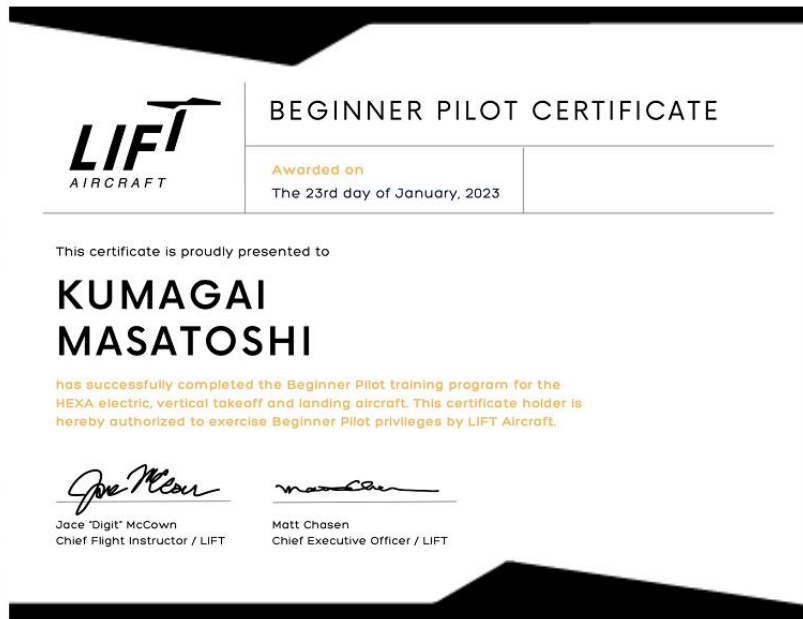 LIFT
AIRCRAFT
BEGINNER PILOT CERTIFICATE
Awarded on
The 23rd day of January, 2023
This certificate is proudly presented to
KUMAGAI
MASATOSHI
has successfully completed the Beginner Pilot training program for the
HEXA electric, vertical takeoff and landing aircraft. This certificate holder is
hereby authorized to exercise Beginner Pilot privileges by LIFT Aircraft.
Jace "Digit" McCown
Chief Flight Instructor / LIFT
Matt Chasen
Chief Executive Officer / LIFT